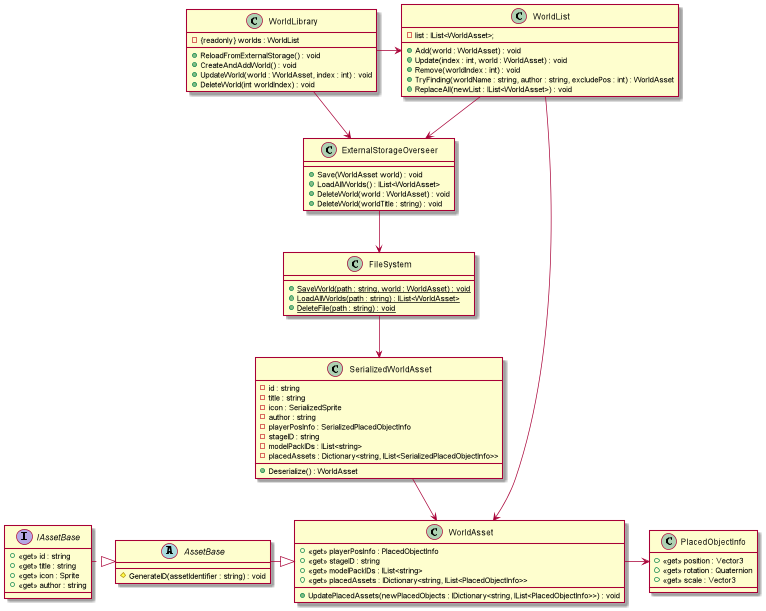 C WorldLibrary
{readonly} worlds : WorldList
ReloadFromExternalStorage() : void
CreateAndAddWorld() : void
UpdateWorld(world : WorldAsset, index : int) : void
DeleteWorld(int worldIndex) : void
C WorldList
list : IList<WorldAsset>;
Add(world : WorldAsset) : void
Update(index : int, world : WorldAsset) : void
Remove(worldIndex : int) : void
TryFinding(worldName : string, author : string, excludePos : int) : WorldAsset
ReplaceAll(newList : IList<WorldAsset>) : void
C ExternalStorageOverseer
Save(WorldAsset world) : void
LoadAllWorlds() : IList<WorldAsset>
DeleteWorld(world : WorldAsset) : void
DeleteWorld(worldTitle : string) : void
C FileSystem
SaveWorld(path : string, world : WorldAsset) : void
LoadAllWorlds(path : string) : IList<WorldAsset>
DeleteFile(path : string) : void
C SerializedWorldAsset
id : string
title : string
icon : SerializedSprite
author : string
playerPosInfo : SerializedPlacedObjectInfo
stageID : string
modelPackIDs : IList<string>
placedAssets : Dictionary<string, IList<SerializedPlacedObjectInfo>>
Deserialize() : WorldAsset
I IAssetBase
«get» id : string
«get» title : string
«get» icon : Sprite
«get» author : string
A AssetBase
GenerateID(assetIdentifier : string) : void
C WorldAsset
«get» playerPosInfo : PlacedObjectInfo
«get» stageID : string
«get» modelPackIDs : IList<string>
«get» placedAssets : IDictionary<string, IList<PlacedObjectInfo>>
UpdatePlacedAssets(newPlacedObjects : IDictionary<string, IList<PlacedObjectInfo>>) : void
C PlacedObjectInfo
«get» position : Vector3
«get» rotation : Quaternion
«get» scale : Vector3